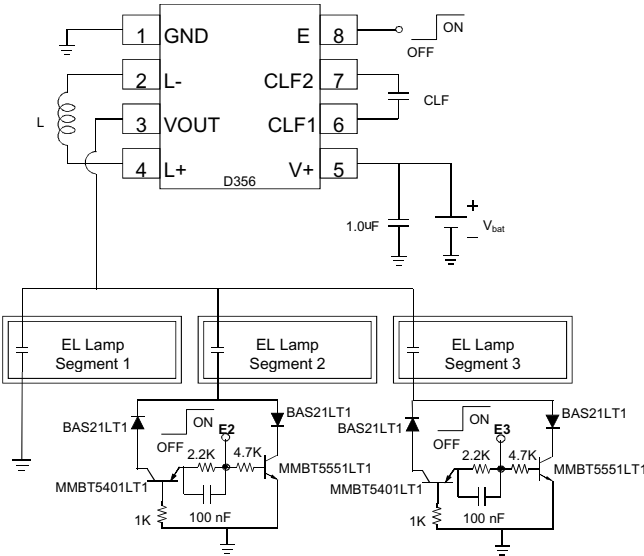 1 GND
E 8
ON
OFF
2 L-
CLF2 7
CLF
L
3 VOUT
CLF1 6
4 L+
V+ 5
D356
1.0uF
+
Vbat
–
EL Lamp
Segment 1
EL Lamp
Segment 2
EL Lamp
Segment 3
BAS21LT1
ON
OFF
E2
BAS21LT1
2.2K
4.7K
MMBT5551LT1
MMBT5401LT1
1K
100 nF
BAS21LT1
ON
OFF
E3
BAS21LT1
2.2K
4.7K
MMBT5551LT1
MMBT5401LT1
1K
100 nF